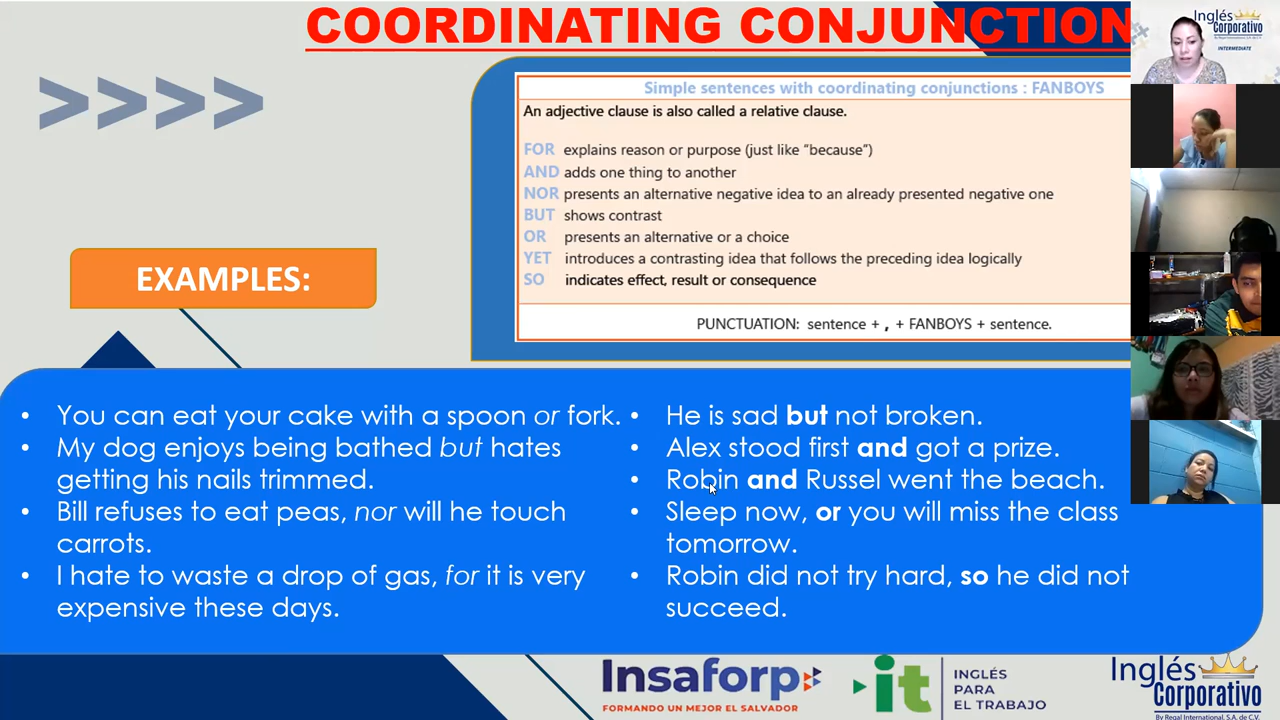 COORDINATING CONJUNCTION
>>>>
Simple sentences with coordinating conjunctions : FANBOYS
An adjective clause is also called a relative clause.
FOR explains reason or purpose (just like “because”)
AND adds one thing to another
NOR presents an alternative negative idea to an already presented negative one
BUT shows contrast
OR presents an alternative or a choice
YET introduces a contrasting idea that follows the preceding idea logically
SO indicates effect, result or consequence
PUNCTUATION: sentence + , + FANBOYS + sentence.
EXAMPLES:
• You can eat your cake with a spoon or fork.
• My dog enjoys being bathed but hates
getting his nails trimmed.
• Bill refuses to eat peas, nor will he touch
carrots.
• I hate to waste a drop of gas, for it is very
expensive these days.
• He is sad but not broken.
• Alex stood first and got a prize.
• Robin and Russel went the beach.
• Sleep now, or you will miss the class
tomorrow.
• Robin did not try hard, so he did not
succeed.
Insaforp
FORMANDO UN MEJOR EL SALVADOR
it
INGLÉS
PARA
EL TRABAJO
Inglés
Corporativo
By Regal International, S.A. de C.V.
Inglés
Corporativo
By Regal International, S.A. de C.V.
INTERMEDIATE